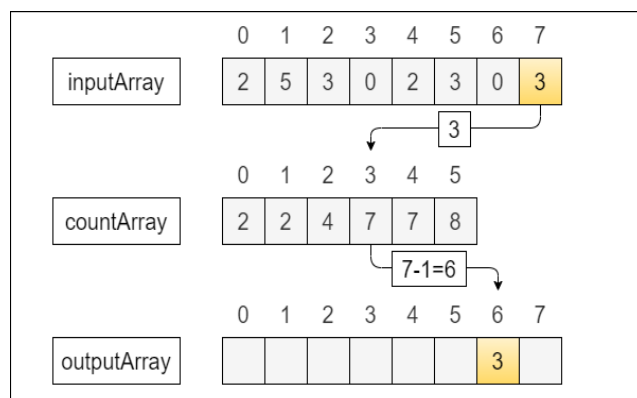 0 1 2 3 4 5 6 7
inputArray 2 5 3 0 2 3 0 3
3
0 1 2 3 4 5
countArray 2 2 4 7 7 8
7-1=6
0 1 2 3 4 5 6 7
outputArray 3